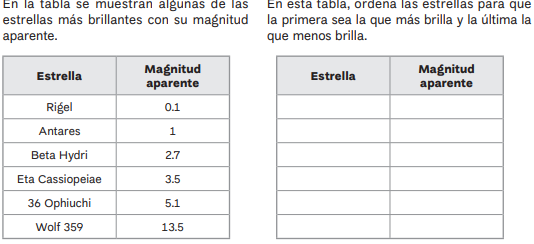 En la tabla se muestran algunas de las
estrellas más brillantes con su magnitud
aparente.
Estrella Magnitud aparente
Rigel 0.1
Antares 1
Beta Hydri 2.7
Eta Cassiopeiae 3.5
36 Ophiuchi 5.1
Wolf 359 13.5
En esta tabla, ordena las estrellas para que
la primera sea la que más brilla y la última la
que menos brilla.
Estrella Magnitud aparente